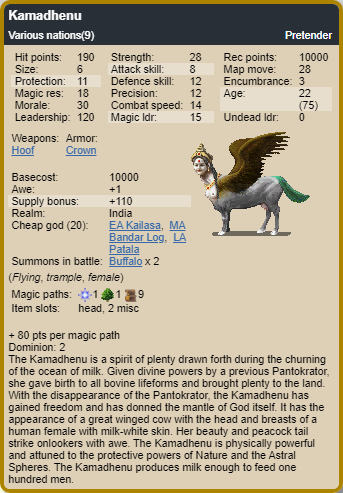 Kamadhenu
Various nations(9) Pretender
Hit points: 190 Strength: 28 Rec points: 10000
Size: 6 Attack skill: 8 Map move: 28
Protection: 11 Defence skill: 12 Encumbrance: 3
Magic res: 18 Precision: 12 Age: 22
Morale: 30 Combat speed: 14 (75)
Leadership: 120 Magic ldr: 15 Undead ldr: 0
Weapons: Armor:
Hoof Crown
Basecost: 10000
Awe: +1
Supply bonus: +110
Realm: India
Cheap god (20): EA Kailasa, MA
Bandar Log, LA
Patala
Summons in battle: Buffalo x 2
(Flying, trample, female)
Magic paths: 1 1 9
Item slots: head, 2 misc
+ 80 pts per magic path
Dominion: 2
The Kamadhenu is a spirit of plenty drawn forth during the churning
of the ocean of milk. Given divine powers by a previous Pantokrator,
she gave birth to all bovine lifeforms and brought plenty to the land.
With the disappearance of the Pantokrator, the Kamadhenu has
gained freedom and has donned the mantle of God itself. It has the
appearance of a great winged cow with the head and breasts of a
human female with milk-white skin. Her beauty and peacock tail
strike onlookers with awe. The Kamadhenu is physically powerful
and attuned to the protective powers of Nature and the Astral
Spheres. The Kamadhenu produces milk enough to feed one
hundred men.